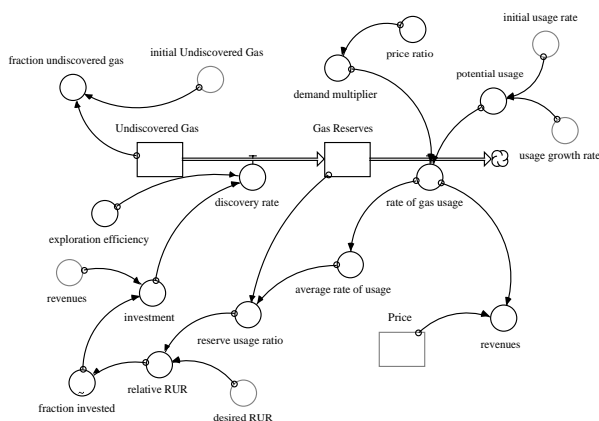 initial usage rate
price ratio
fraction undiscovered gas
initial Undiscovered Gas
potential usage
demand multiplier
Undiscovered Gas
Gas Reserves
usage growth rate
discovery rate
rate of gas usage
exploration efficiency
revenues
investment
average rate of usage
Price
reserve usage ratio
revenues
~
fraction invested
relative RUR
desired RUR